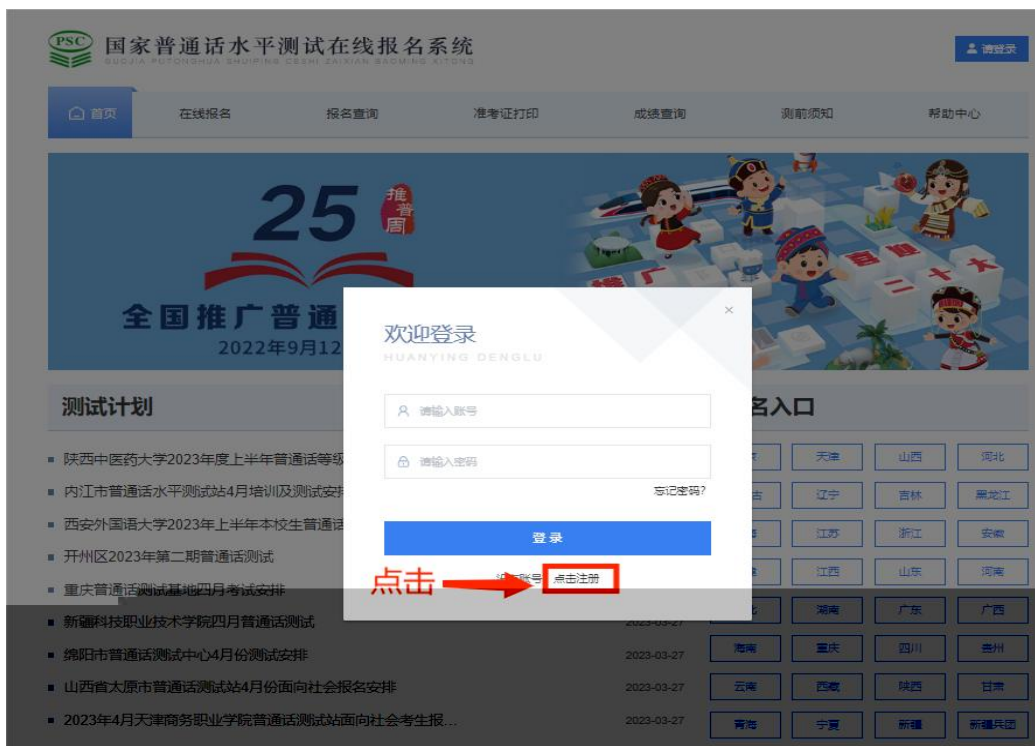 PSC
国家普通话水平测试在线报名系统
GUOJIA PUTONGHUA SHUIPING CESHI ZAIXIAN BAOMING XITONG
请登录
首页 在线报名 报名查询 准考证打印 成绩查询 测前须知 帮助中心
25
推普周
推广
喜迎
二十大
全国推广普通
2022年9月12
欢迎登录
HUANYING DENGLU
请输入账号
请输入密码
忘记密码?
登录
账号 点击注册
点击
测试计划
陕西中医药大学2023年度上半年普通话等级
内江市普通话水平测试站4月培训及测试安排
西安外国语大学2023年上半年本校生普通话
开州区2023年第二期普通话测试
重庆普通话测试基地四月考试安排
新疆科技职业技术学院四月普通话测试 2023-03-27
绵阳市普通话测试中心4月份测试安排 2023-03-27
山西省太原市普通话测试站4月份面向社会报名安排 2023-03-27
2023年4月天津商务职业学院普通话测试站面向社会考生报... 2023-03-27
名入口
天津 山西 河北
古 辽宁 吉林 黑龙江
江苏 浙江 安徽
江西 山东 河南
北 湖南 广东 广西
海南 重庆 四川 贵州
云南 西藏 陕西 甘肃
青海 宁夏 新疆 新疆兵团